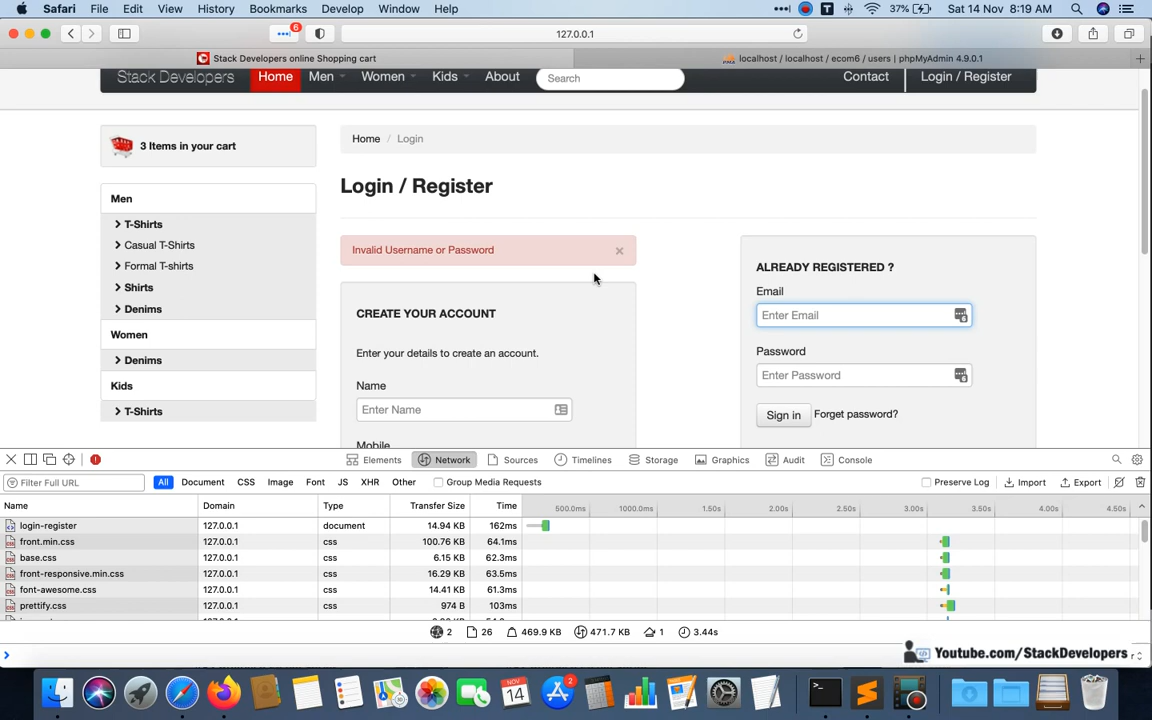 Safari File Edit View History Bookmarks Develop Window Help 37% Sat 14 Nov 8:19 AM
6 127.0.0.1
Stack Developers online Shopping cart localhost / localhost / ecom6 / users | phpMyAdmin 4.9.0.1
Stack Developers Home Men Women Kids About Search Contact Login / Register
3 Items in your cart
Men
T-Shirts
Casual T-Shirts
Formal T-shirts
Shirts
Denims
Women
Denims
Kids
T-Shirts
Home / Login
Login / Register
Invalid Username or Password ×
CREATE YOUR ACCOUNT
Enter your details to create an account.
Name
Enter Name
Mobile
ALREADY REGISTERED ?
Email
Enter Email
Password
Enter Password
Sign in Forget password?
Elements Network Sources Timelines Storage Graphics Audit Console
Filter Full URL All Document CSS Image Font JS XHR Other Group Media Requests Preserve Log Import Export
Name Domain Type Transfer Size Time 500.0ms 1000.0ms 1.50s 2.00s 2.50s 3.00s 3.50s 4.00s 4.50s
login-register 127.0.0.1 document 14.94 KB 162ms
front.min.css 127.0.0.1 css 100.76 KB 64.1ms
base.css 127.0.0.1 css 6.15 KB 62.3ms
front-responsive.min.css 127.0.0.1 css 16.29 KB 63.5ms
font-awesome.css 127.0.0.1 css 14.41 KB 61.3ms
prettify.css 127.0.0.1 css 974 B 103ms
2 26 469.9 KB 471.7 KB 1 3.44s
Youtube.com/StackDevelopers
NOV 14 2